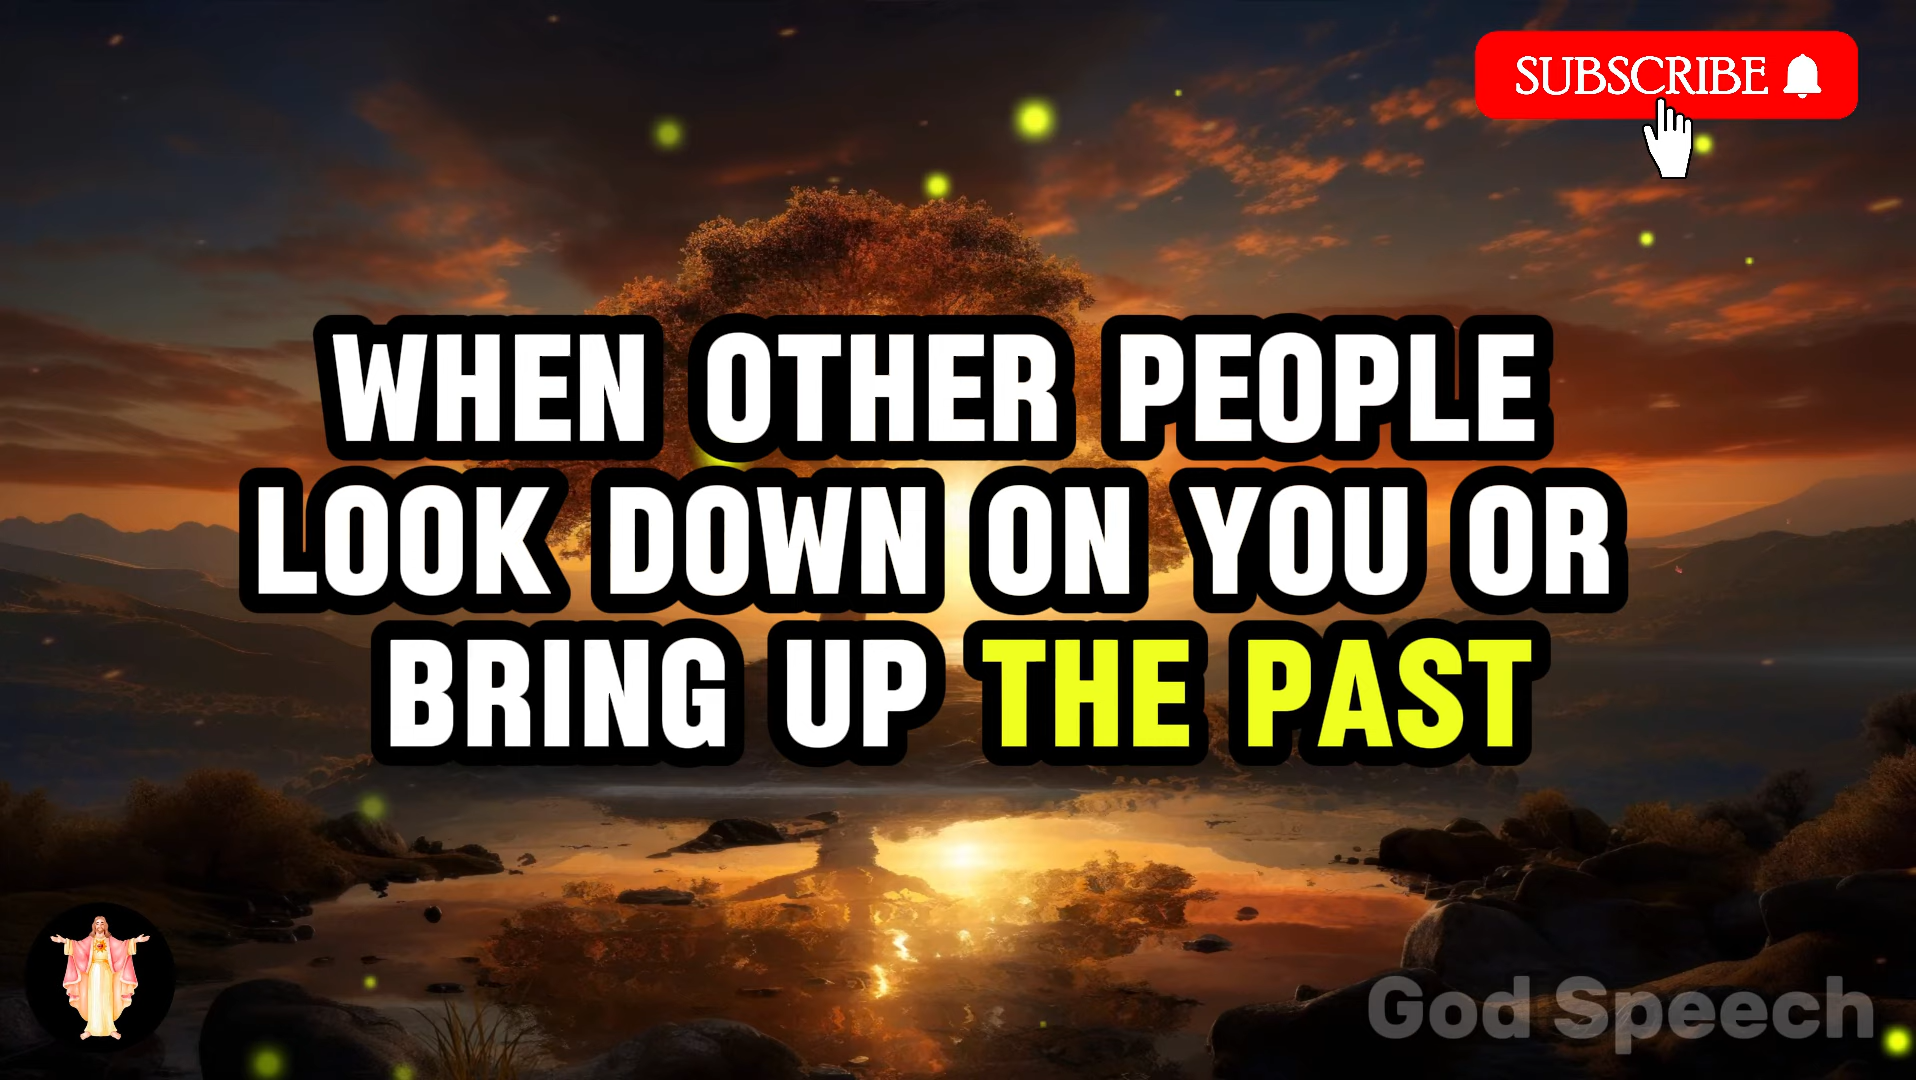 SUBSCRIBE
WHEN OTHER PEOPLE
LOOK DOWN ON YOU OR
BRING UP THE PAST
God Speech